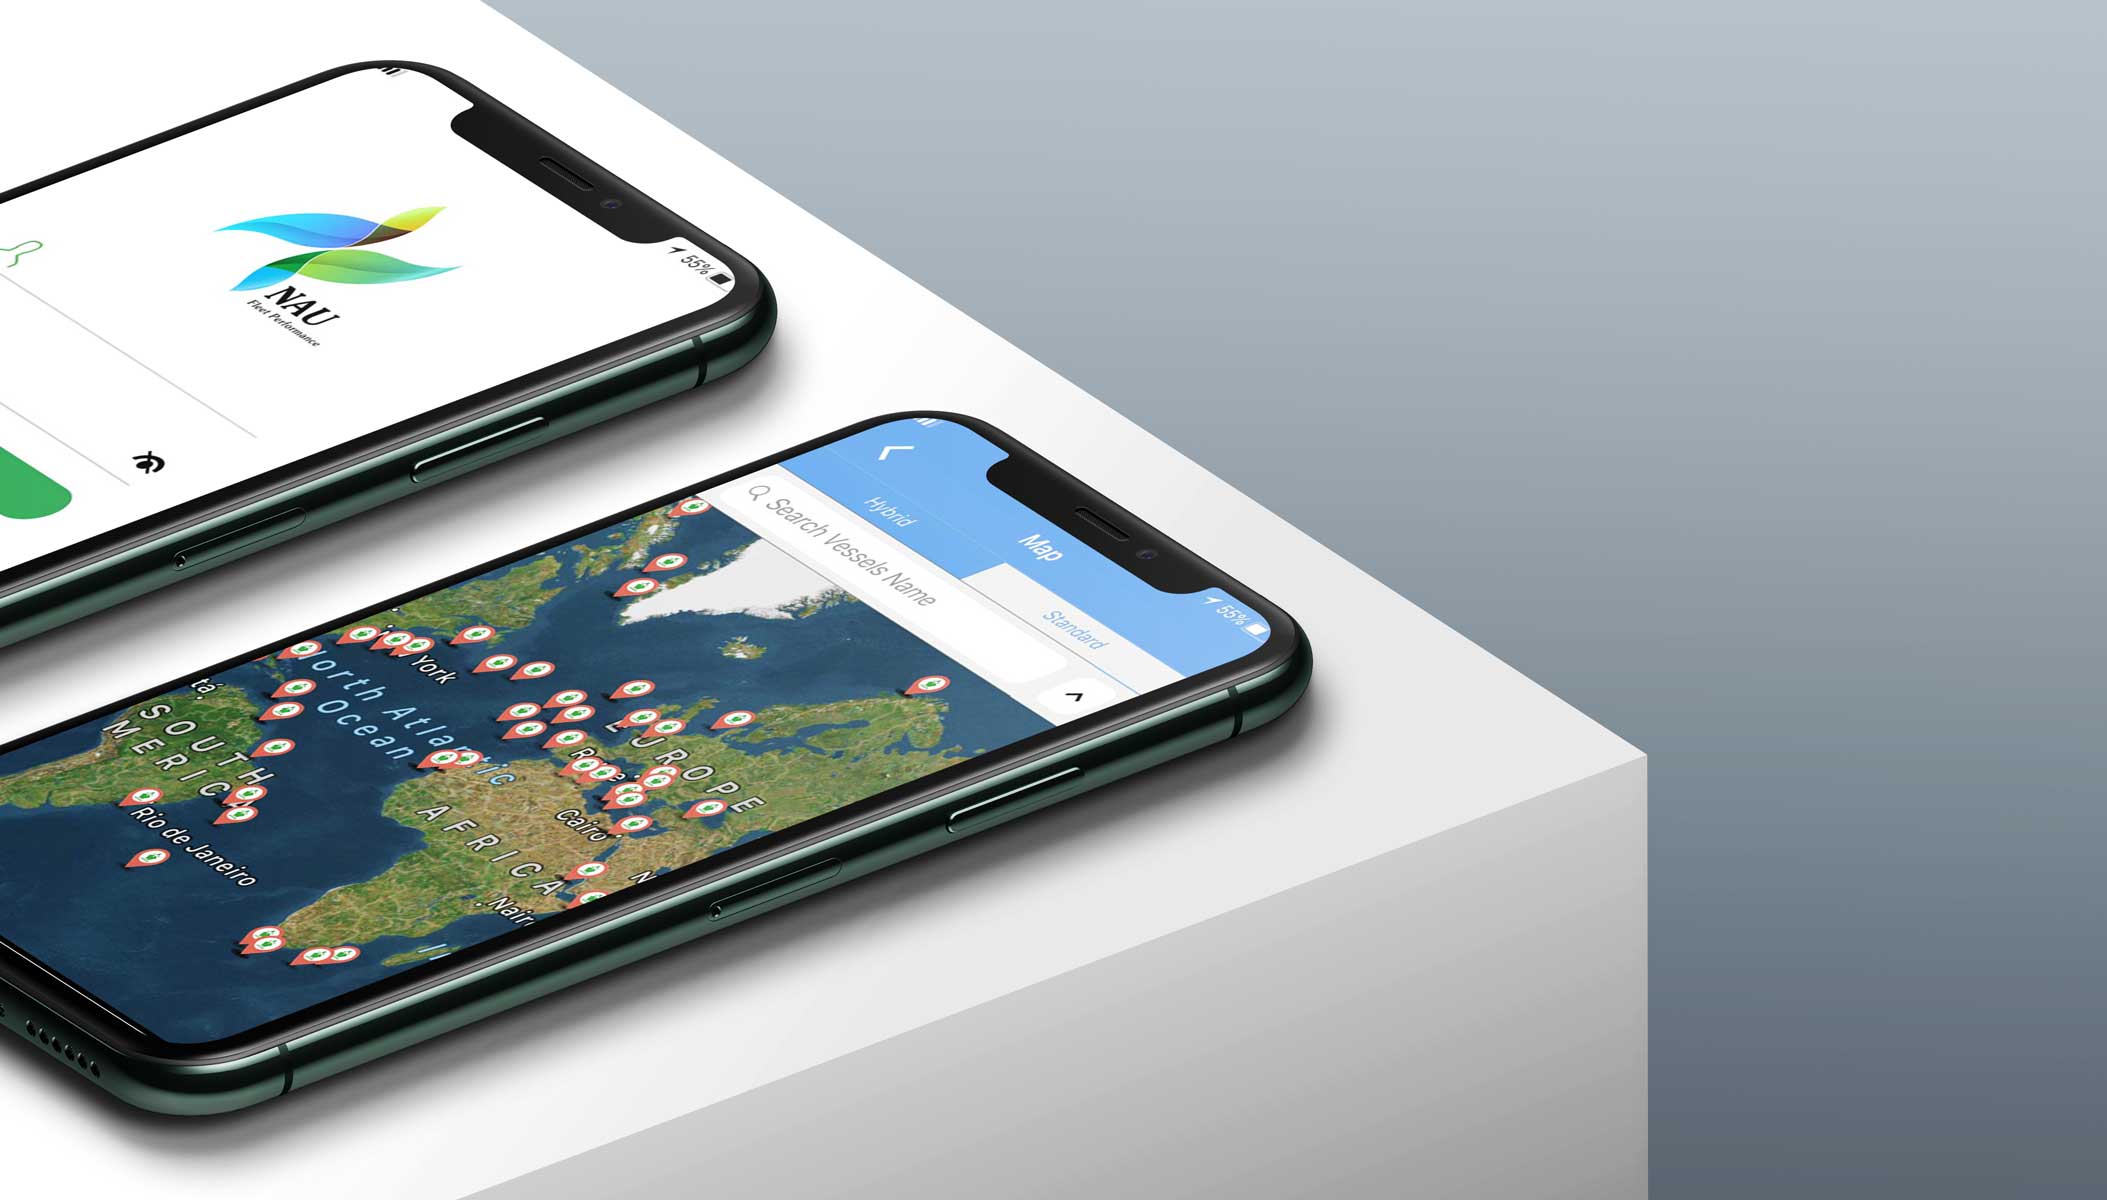 55%
NAU
Fleet Performance
55%
Map
Hybrid
Standard
Search Vessels Name
York
North Atlantic
Ocean
EUROPE
SOUTH
MERICA
AFRICA
Cairo
Rio de Janeiro